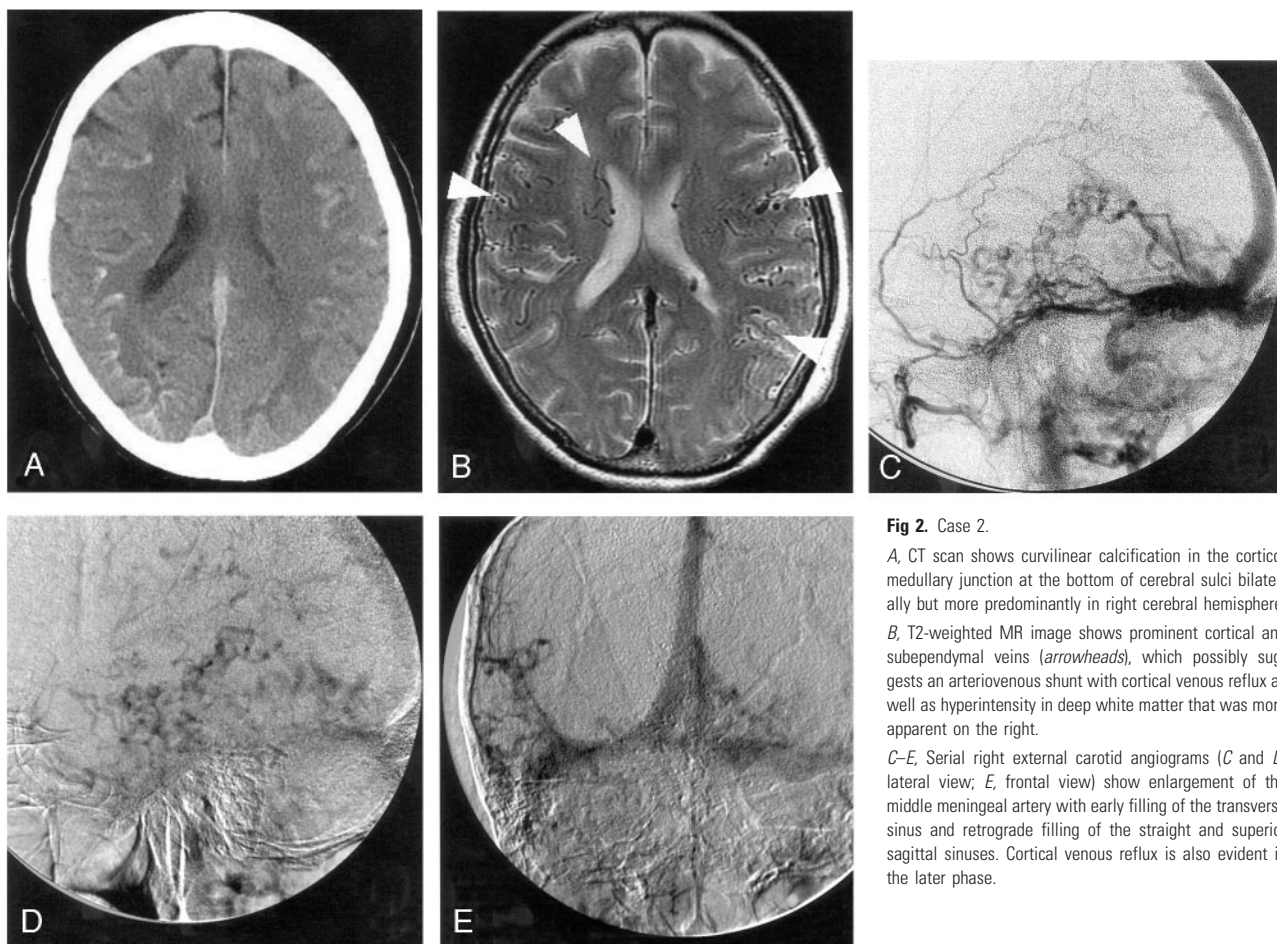 A
B
C
D
E
Fig 2. Case 2.
A, CT scan shows curvilinear calcification in the cortico
medullary junction at the bottom of cerebral sulci bilater
ally but more predominantly in right cerebral hemisphere
B, T2-weighted MR image shows prominent cortical an
subependymal veins (arrowheads), which possibly sug
gests an arteriovenous shunt with cortical venous reflux a
well as hyperintensity in deep white matter that was mor
apparent on the right.
C–E, Serial right external carotid angiograms (C and
lateral view; E, frontal view) show enlargement of th
middle meningeal artery with early filling of the transvers
sinus and retrograde filling of the straight and superio
sagittal sinuses. Cortical venous reflux is also evident i
the later phase.